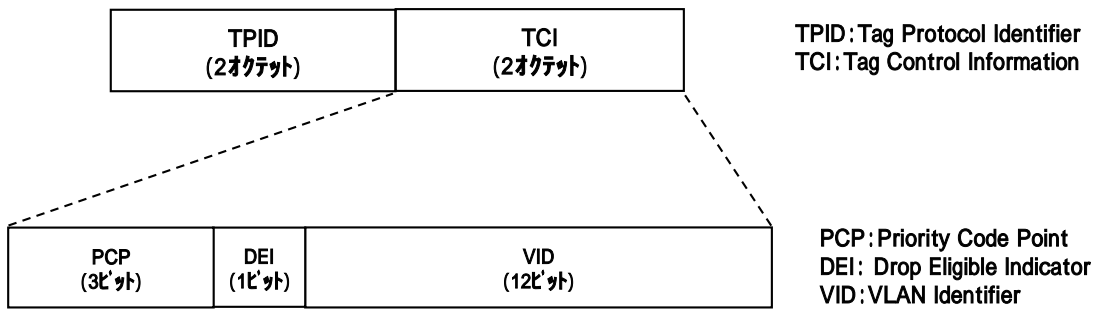 TPID
(2オクテット)
TCI
(2オクテット)
TPID:Tag Protocol Identifier
TCI:Tag Control Information
PCP
(3ビット)
DEI
(1ビット)
VID
(12ビット)
PCP:Priority Code Point
DEI: Drop Eligible Indicator
VID:VLAN Identifier